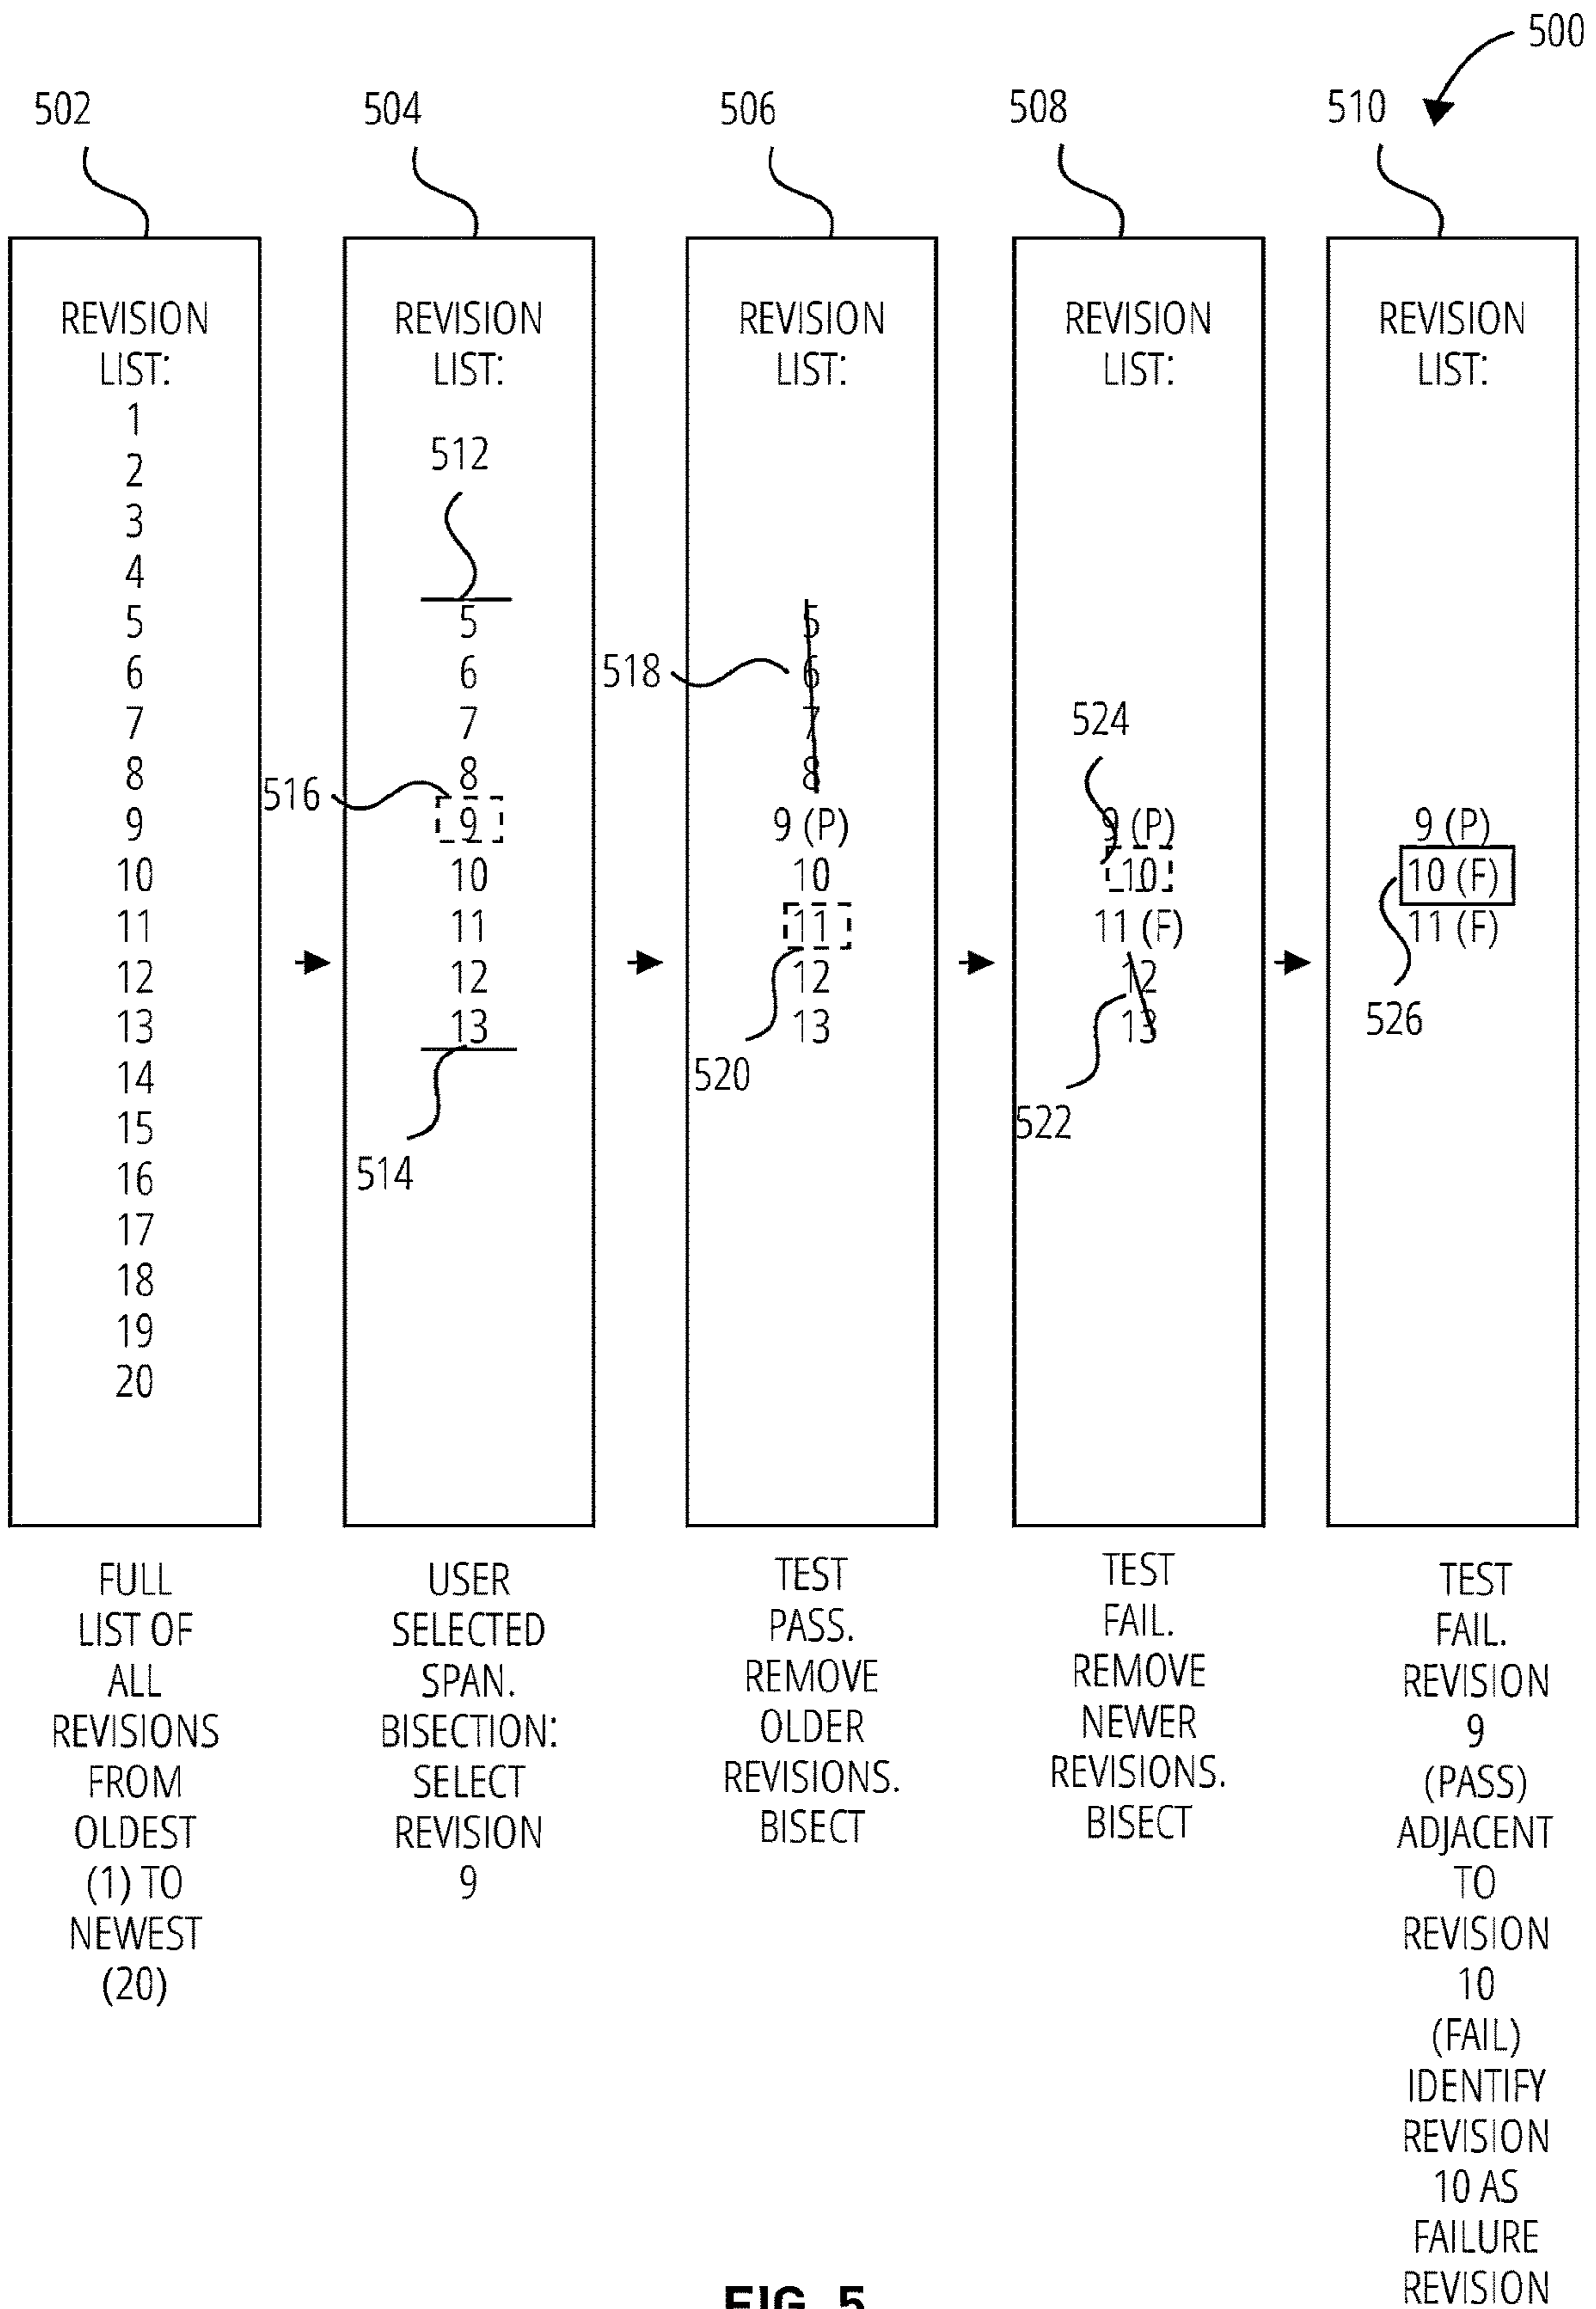 500
502
504
506
508
510
REVISION
LIST:
1
2
3
4
5
6
7
8
9
10
11
12
13
14
15
16
17
18
19
20
FULL
LIST OF
ALL
REVISIONS
FROM
OLDEST
(1) TO
NEWEST
(20)
REVISION
LIST:
512
5
6
7
8
516
9
10
11
12
13
514
USER
SELECTED
SPAN.
BISECTION:
SELECT
REVISION
9
REVISION
LIST:
5
518
6
7
8
9 (P)
10
11
12
13
520
TEST
PASS.
REMOVE
OLDER
REVISIONS.
BISECT
REVISION
LIST:
524
9 (P)
10
11 (F)
12
13
522
TEST
FAIL.
REMOVE
NEWER
REVISIONS.
BISECT
REVISION
LIST:
9 (P)
10 (F)
11 (F)
526
TEST
FAIL.
REVISION
9
(PASS)
ADJACENT
TO
REVISION
10
(FAIL)
IDENTIFY
REVISION
10 AS
FAILURE
REVISION
FIG. 5